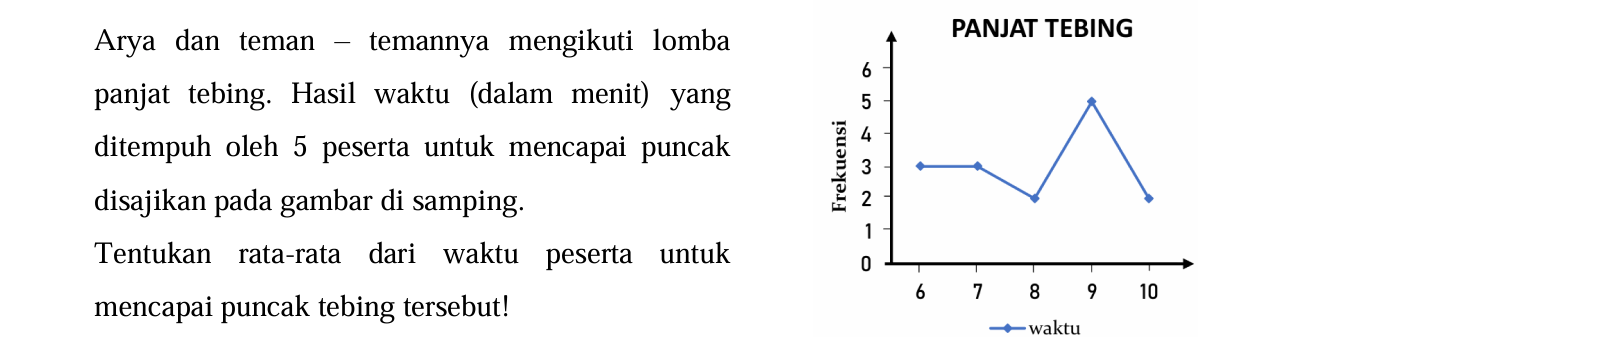 Arya dan teman – temannya mengikuti lomba
panjat tebing. Hasil waktu (dalam menit) yang
ditempuh oleh 5 peserta untuk mencapai puncak
disajikan pada gambar di samping.
Tentukan rata-rata dari waktu peserta untuk
mencapai puncak tebing tersebut!
PANJAT TEBING
Frekuensi
6
5
4
3
2
1
0
6 7 8 9 10
waktu